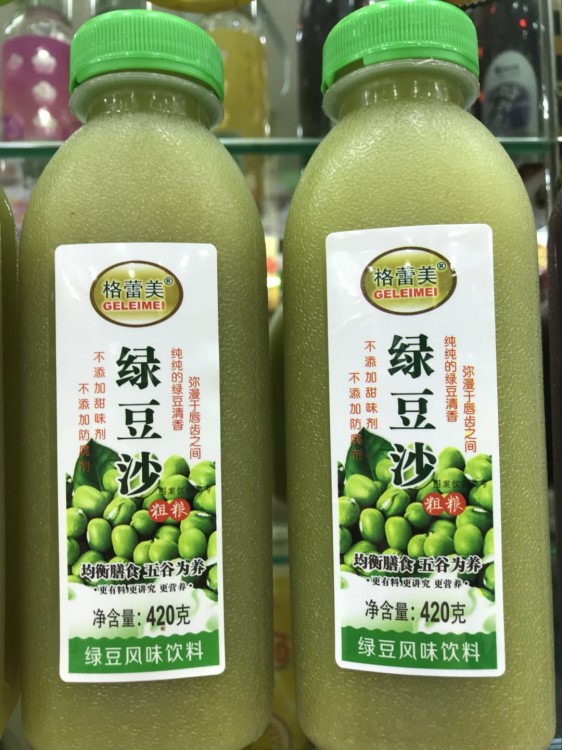 格蕾美®
GELEIMEI
绿豆沙
纯纯的绿豆清香
弥漫于唇齿之间
不添加甜味剂
不添加防腐剂
粗粮
均衡膳食 五谷为养
·更有料 更讲究 更营养·
净含量:420克
绿豆风味饮料
格蕾美®
GELEIMEI
绿豆沙
纯纯的绿豆清香
弥漫于唇齿之间
不添加甜味剂
不添加防腐剂
粗粮
均衡膳食 五谷为养
·更有料 更讲究 更营养·
净含量:420克
绿豆风味饮料